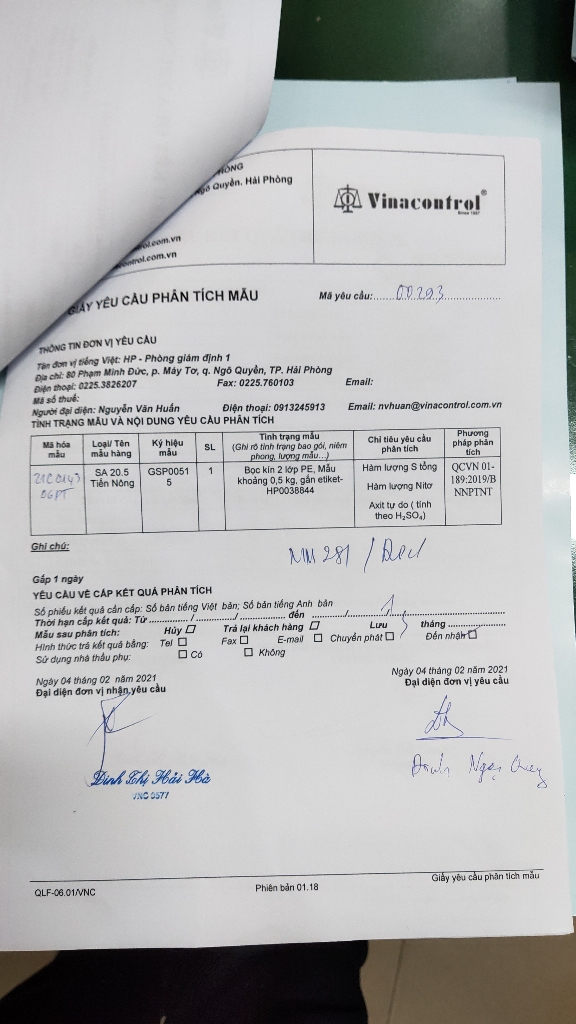 PHÒNG
Ngô Quyền. Hải Phòng
control.com.vn
control.com.vn
Vinacontrol®
Since 1957
GIẤY YÊU CẦU PHÂN TÍCH MẪU
Mã yêu cầu:......00293......
THÔNG TIN ĐƠN VỊ YÊU CẦU
Tên đơn vị tiếng Việt: HP - Phòng giám định 1
Địa chỉ: 80 Phạm Minh Đức, p. Máy Tơ, q. Ngô Quyền, TP. Hải Phòng
Điện thoại: 0225.3826207 Fax: 0225.760103 Email:
Mã số thuế:
Người đại diện: Nguyễn Văn Huấn Điện thoại: 0913245913 Email: nvhuan@vinacontrol.com.vn
TÌNH TRẠNG MẪU VÀ NỘI DUNG YÊU CẦU PHÂN TÍCH
Mã hóa mẫu
Loại/ Tên mẫu hàng
Ký hiệu mẫu
SL
Tình trạng mẫu
(Ghi rõ tình trạng bao gói, niêm phong, lượng mẫu...)
Chỉ tiêu yêu cầu phân tích
Phương pháp phân tích
21C0143
06PT
SA 20.5
Tiến Nông
GSP0051
5
1
Bọc kín 2 lớp PE, Mẫu
khoảng 0,5 kg, gắn etiket-
HP0038844
Hàm lượng S tổng
Hàm lượng Nitơ
Axit tự do ( tính
theo H₂SO₄)
QCVN 01-
189:2019/B
NNPTNT
Ghi chú:
NM 281 /
Gấp 1 ngày
YÊU CẦU VỀ CẤP KẾT QUẢ PHÂN TÍCH
Số phiếu kết quả cần cấp: Số bản tiếng Việt bản; Số bản tiếng Anh bản
Thời hạn cấp kết quả: Từ ............/............/............ đến ............/............/............
Mẫu sau phân tích: Hủy ☐ Trả lại khách hàng ☐ Lưu tháng ............
Hình thức trả kết quả bằng: Tel ☐ Fax ☐ E-mail ☐ Chuyển phát ☐ Đến nhận ☐
Sử dụng nhà thầu phụ: ☐ Có ☐ Không
Ngày 04 tháng 02 năm 2021
Đại diện đơn vị nhận yêu cầu
Ngày 04 tháng 02 năm 2021
Đại diện đơn vị yêu cầu
Đinh Thị Hải Hà
VNC 0577
Ngọc
QLF-06.01/VNC
Phiên bản 01.18
Giấy yêu cầu phân tích mẫu